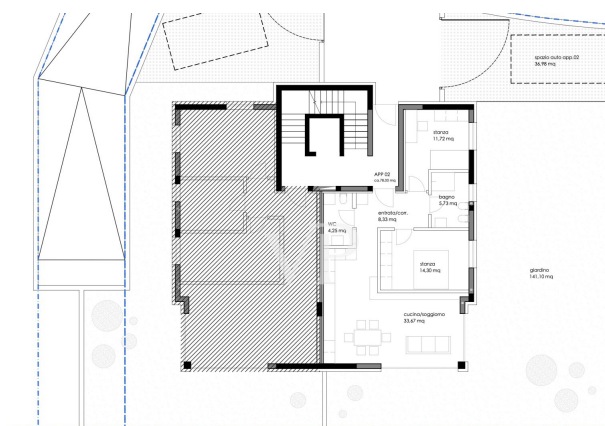 spazio auto app.02
36,98 mq
stanza
11,72 mq
APP 02
bagno
5,73 mq
entrata/corr.
8,33 mq
WC
4,25 mq
stanza
14,30 mq
giardino
141,10 mq
cucina/soggiorno
33,67 mq